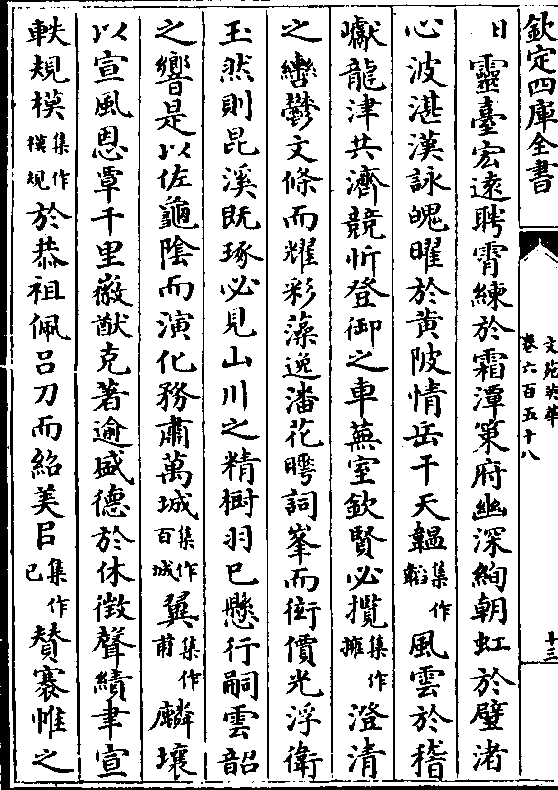 欽定四庫全書
文苑英華
卷六百五十八
十三
日靈臺宏遠聘霄練於霜潭策府幽深絢朝虹於璧渚
心波湛漢詠魄曜於黃陂情岳干天韞集作韜風雲於嵇
巘龍津共濟競忻登御之車蕪室欽賢必攬集作擁澄清
之轡鬱文條而耀彩藻逸潘花聘詞峯而衒價光浮衛
玉然則昆溪既琢必見山川之精樹羽已懸行嗣雲韶
之響是以佐龜陰而演化務肅萬城集作百城巽集作甫麟壤
以宣風恩覃千里徽猷克著逾盛德於休徵聲績聿宣
軼規模集作模規於恭祖佩吕刀而紹美㠯集作已賛褰帷之